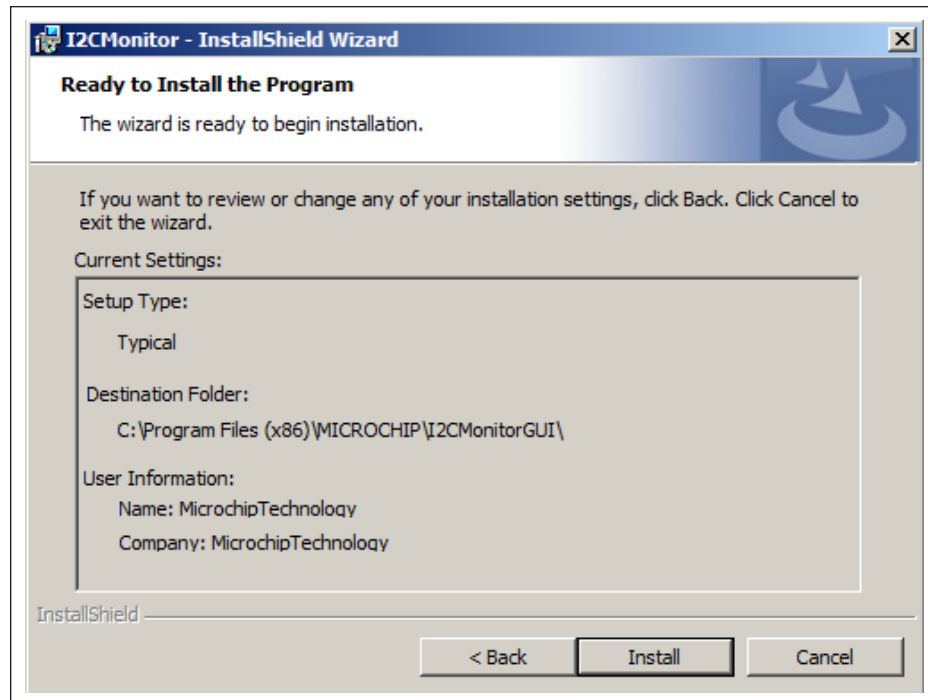 I2CMonitor - InstallShield Wizard
Ready to Install the Program
The wizard is ready to begin installation.
If you want to review or change any of your installation settings, click Back. Click Cancel to
exit the wizard.
Current Settings:
Setup Type:
Typical
Destination Folder:
C:\Program Files (x86)\MICROCHIP\I2CMonitorGUI\
User Information:
Name: MicrochipTechnology
Company: MicrochipTechnology
InstallShield
< Back
Install
Cancel